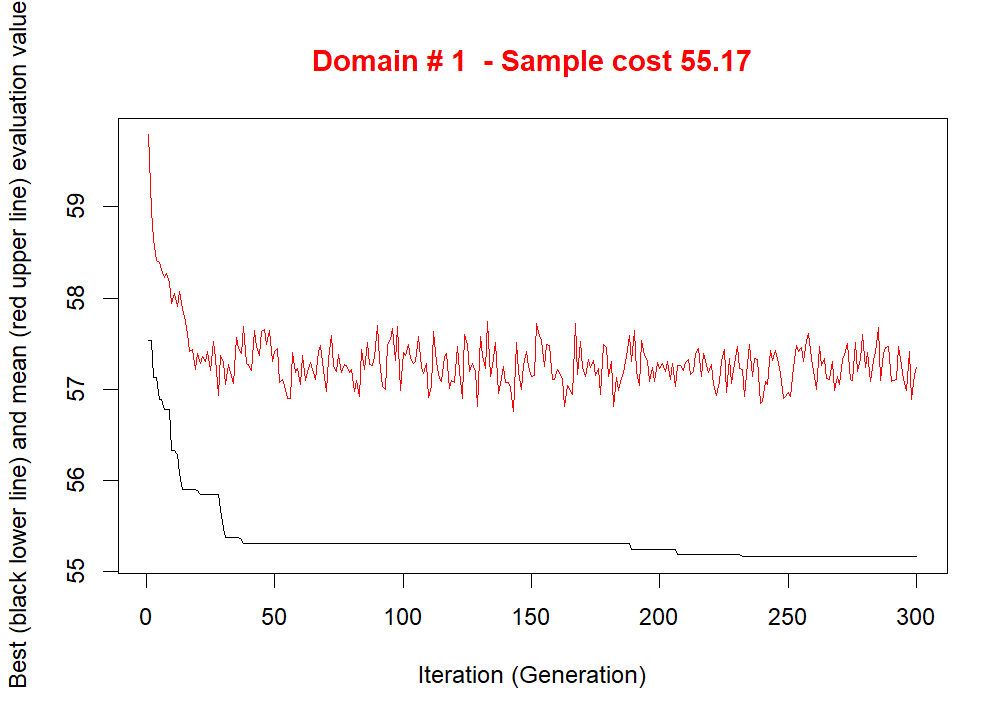 Domain # 1  - Sample cost 55.17
Best (black lower line) and mean (red upper line) evaluation value
59
58
57
56
55
0 50 100 150 200 250 300
Iteration (Generation)